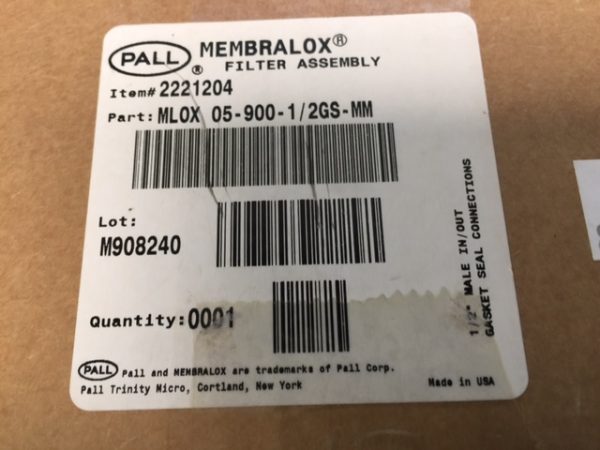 PALL
®
MEMBRALOX®
FILTER ASSEMBLY
Item# 2221204
Part: MLOX 05-900-1/2GS-MM
Lot:
M908240
Quantity: 0001
1/2" MALE IN/OUT
GASKET SEAL CONNECTIONS
PALL Pall and MEMBRALOX are trademarks of Pall Corp.
Pall Trinity Micro, Cortland, New York
Made in USA